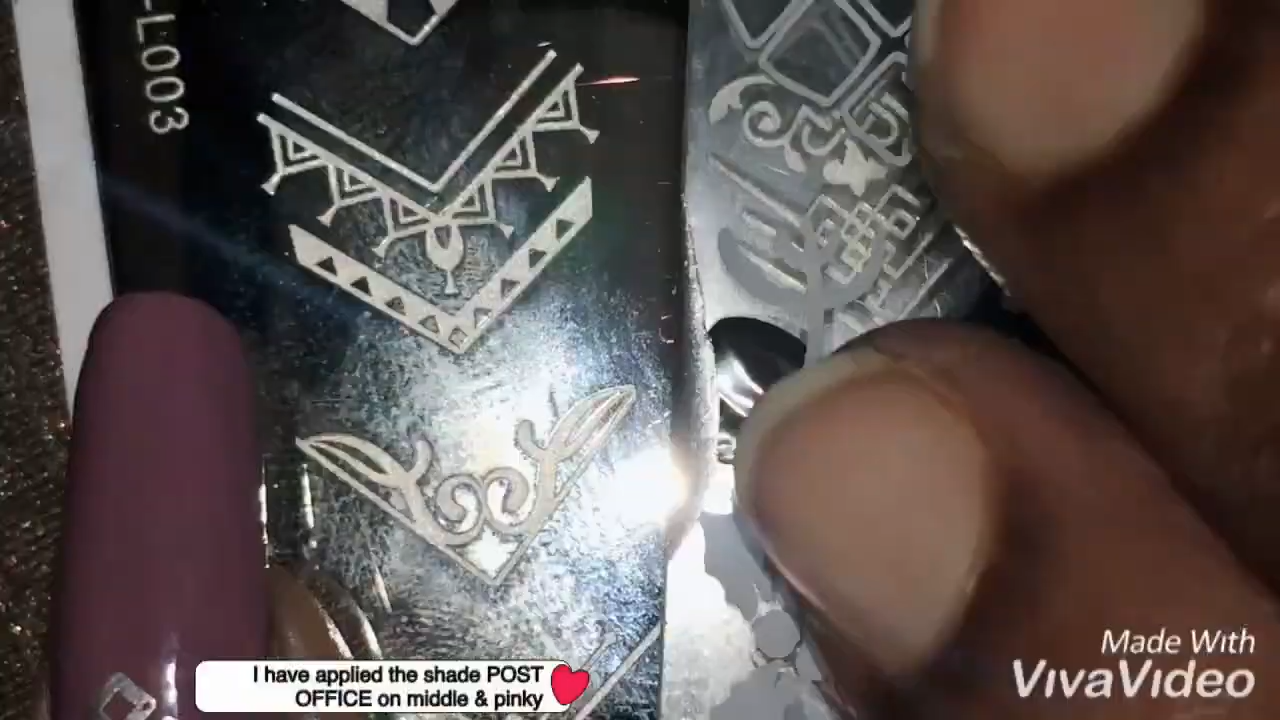 -L003
I have applied the shade POST
OFFICE on middle & pinky
Made With
VivaVideo